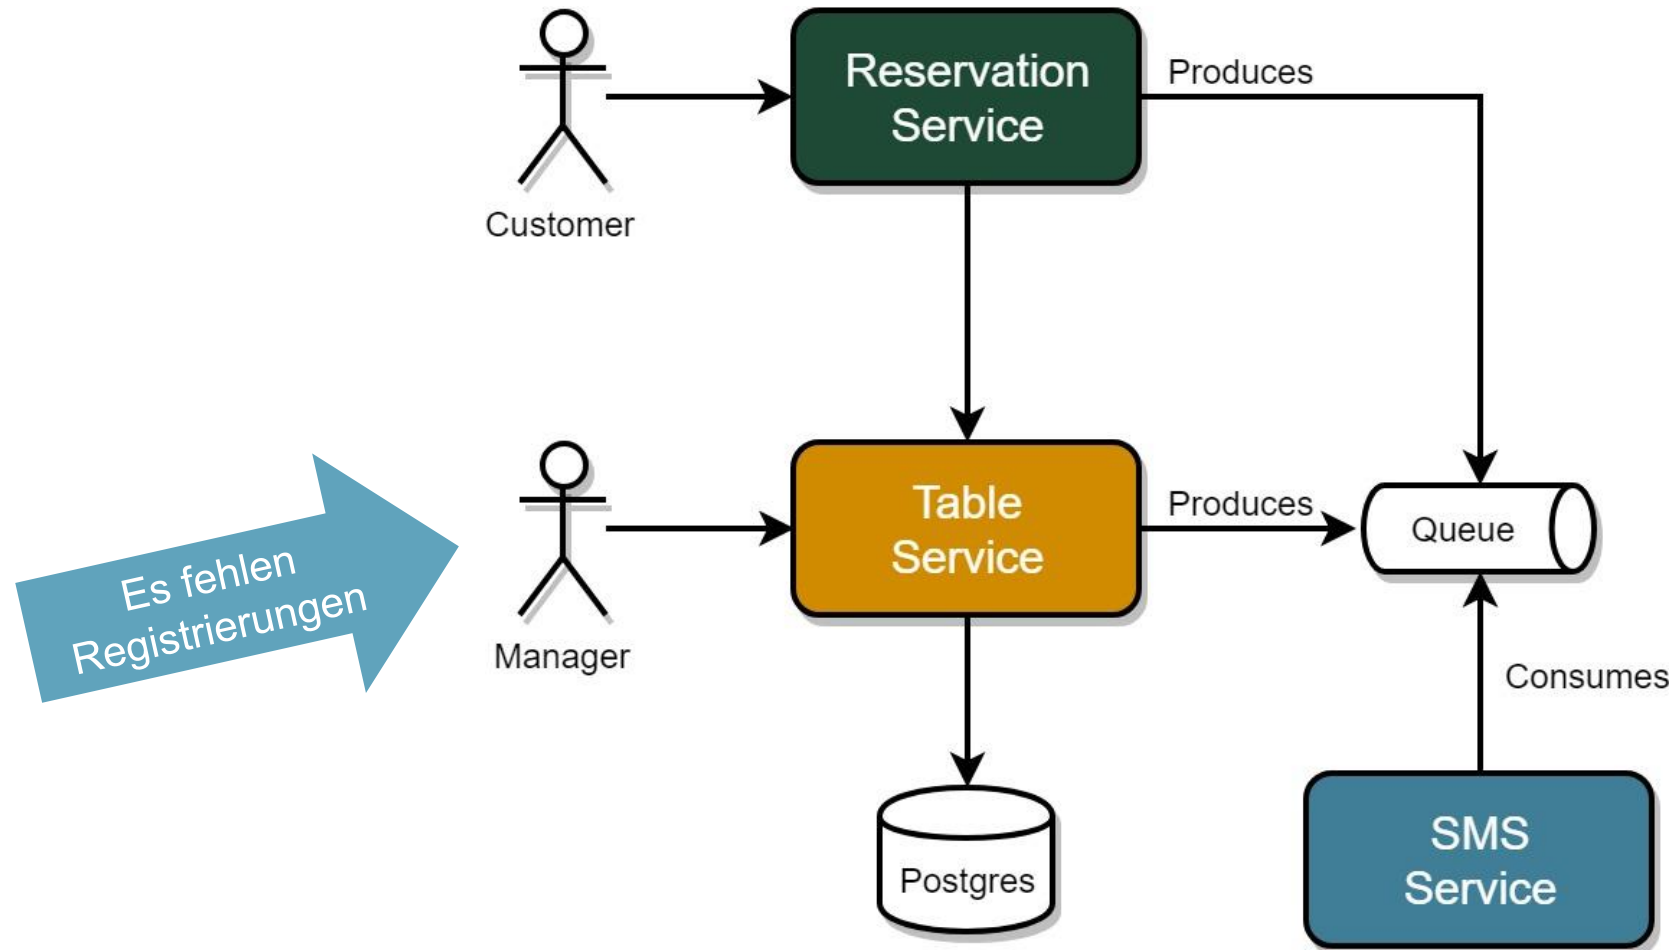 Reservation
Service
Produces
Customer
Table
Service
Produces
Queue
Es fehlen
Registrierungen
Manager
Consumes
Postgres
SMS
Service